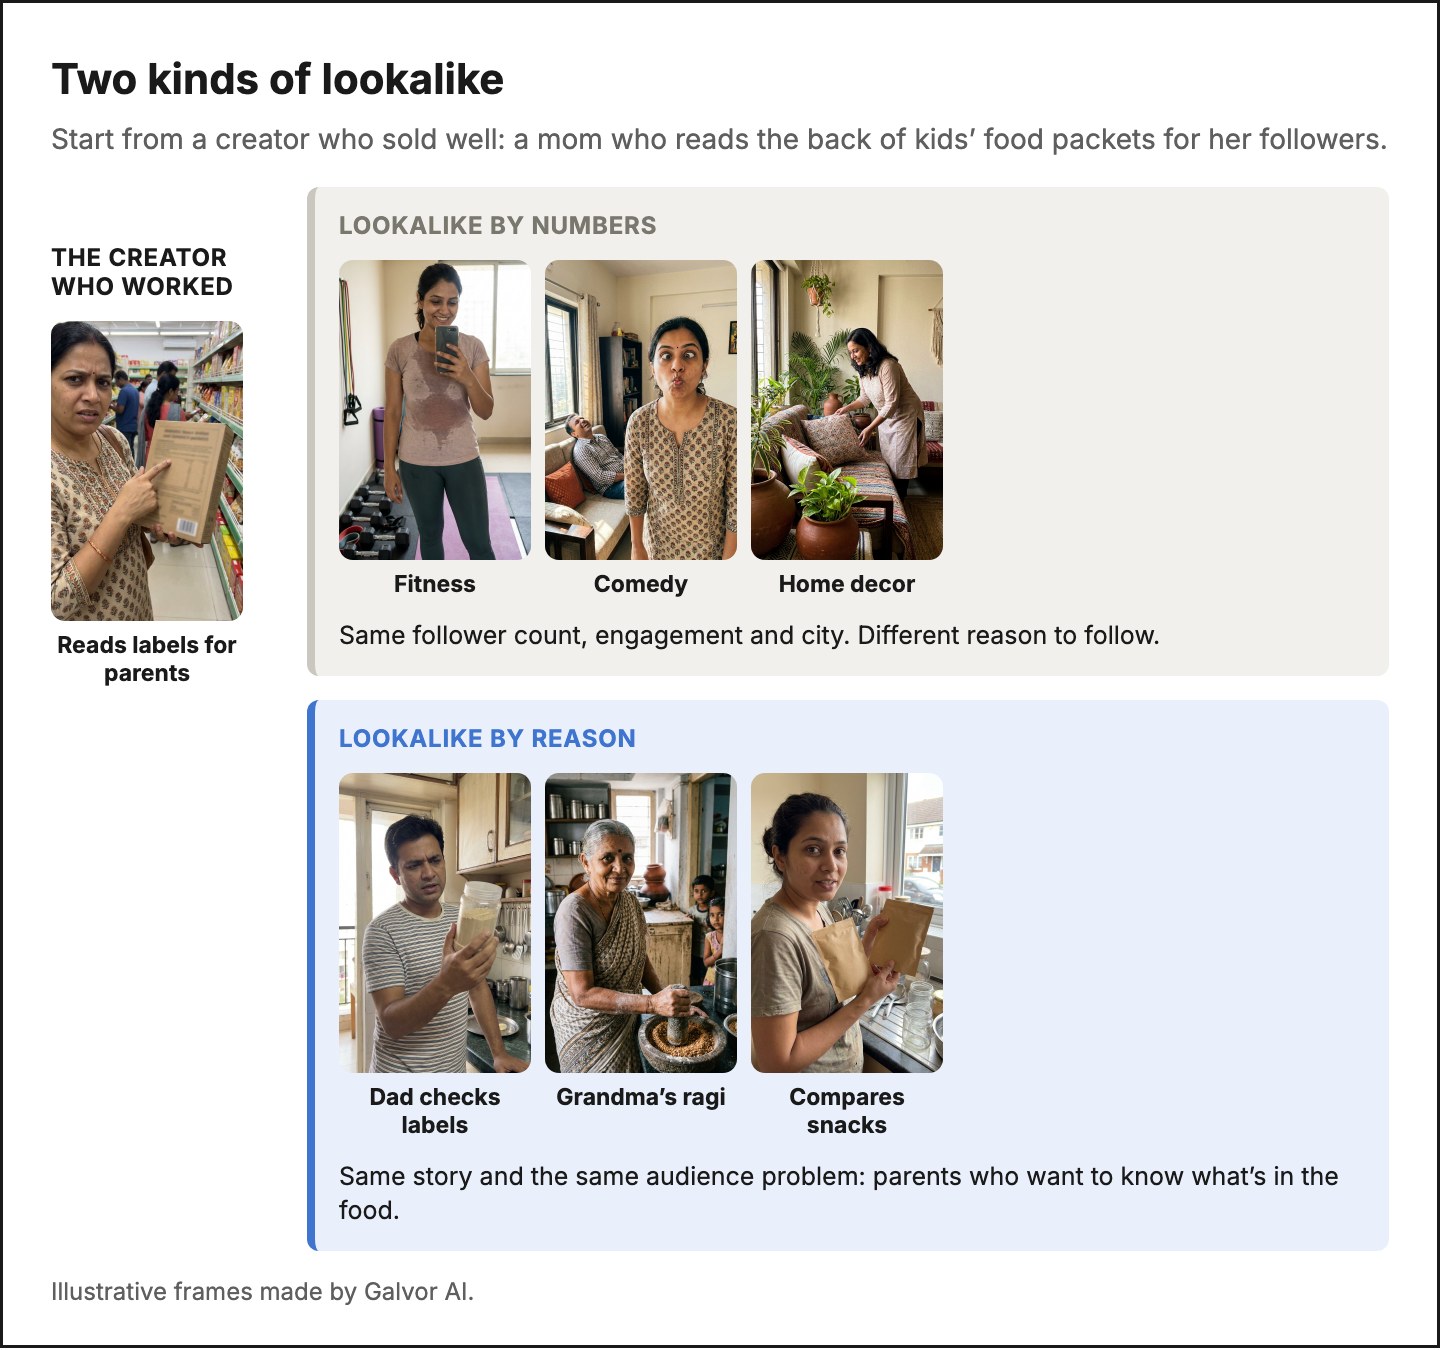 Two kinds of lookalike
Start from a creator who sold well: a mom who reads the back of kids’ food packets for her followers.
THE CREATOR
WHO WORKED
Reads labels for
parents
LOOKALIKE BY NUMBERS
Fitness
Comedy
Home decor
Same follower count, engagement and city. Different reason to follow.
LOOKALIKE BY REASON
Dad checks
labels
Grandma’s ragi
Compares
snacks
Same story and the same audience problem: parents who want to know what’s in the
food.
Illustrative frames made by Galvor AI.